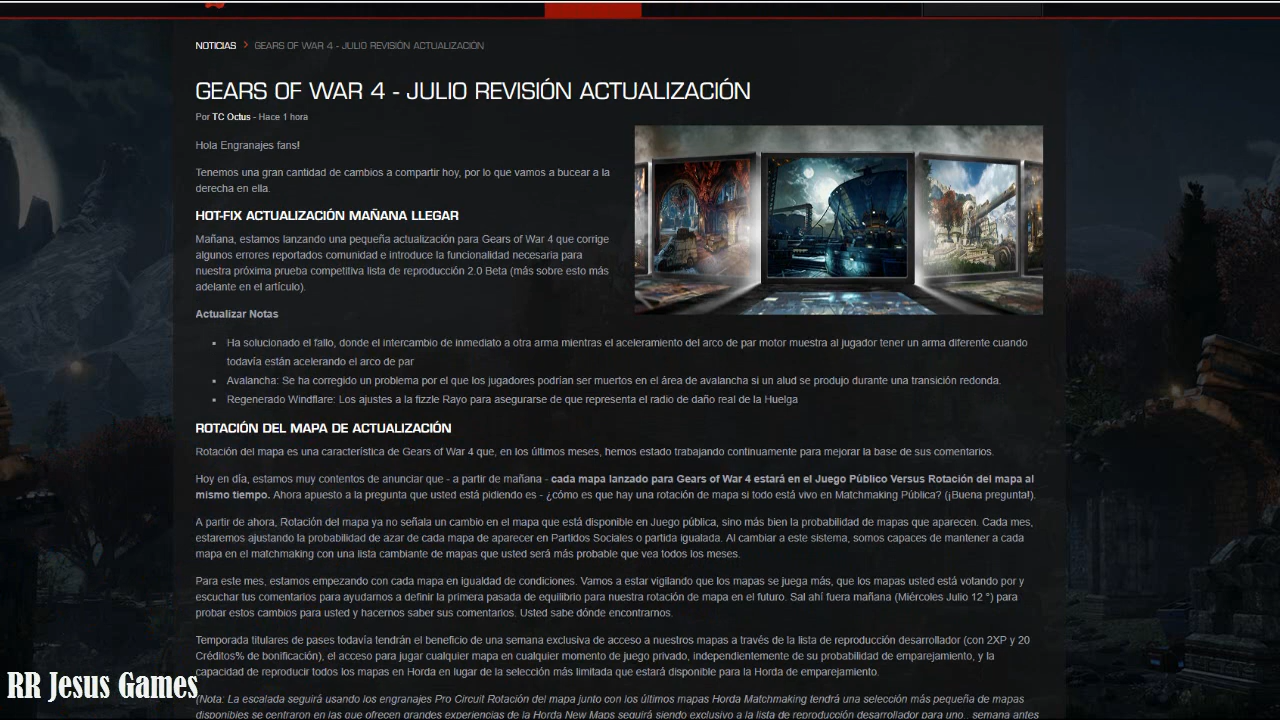 NOTICIAS > GEARS OF WAR 4 - JULIO REVISIÓN ACTUALIZACIÓN
GEARS OF WAR 4 - JULIO REVISIÓN ACTUALIZACIÓN
Por TC Octus - Hace 1 hora
Hola Engranajes fans!
Tenemos una gran cantidad de cambios a compartir hoy, por lo que vamos a bucear a la
derecha en ella.
HOT-FIX ACTUALIZACIÓN MAÑANA LLEGAR
Mañana, estamos lanzando una pequeña actualización para Gears of War 4 que corrige
algunos errores reportados comunidad e introduce la funcionalidad necesaria para
nuestra próxima prueba competitiva lista de reproducción 2.0 Beta (más sobre esto más
adelante en el artículo).
Actualizar Notas
Ha solucionado el fallo, donde el intercambio de inmediato a otra arma mientras el aceleramiento del arco de par motor muestra al jugador tener un arma diferente cuando
todavía están acelerando el arco de par
Avalancha: Se ha corregido un problema por el que los jugadores podrían ser muertos en el área de avalancha si un alud se produjo durante una transición redonda.
Regenerado Windflare: Los ajustes a la fizzle Rayo para asegurarse de que representa el radio de daño real de la Huelga
ROTACIÓN DEL MAPA DE ACTUALIZACIÓN
Rotación del mapa es una característica de Gears of War 4 que, en los últimos meses, hemos estado trabajando continuamente para mejorar la base de sus comentarios.
Hoy en día, estamos muy contentos de anunciar que - a partir de mañana - cada mapa lanzado para Gears of War 4 estará en el Juego Público Versus Rotación del mapa al
mismo tiempo. Ahora apuesto a la pregunta que usted está pidiendo es - ¿cómo es que hay una rotación de mapa si todo está vivo en Matchmaking Pública? (¡Buena pregunta!).
A partir de ahora, Rotación del mapa ya no señala un cambio en el mapa que está disponible en Juego pública, sino más bien la probabilidad de mapas que aparecen. Cada mes,
estaremos ajustando la probabilidad de azar de cada mapa de aparecer en Partidos Sociales o partida igualada. Al cambiar a este sistema, somos capaces de mantener a cada
mapa en el matchmaking con una lista cambiante de mapas que usted será más probable que vea todos los meses.
Para este mes, estamos empezando con cada mapa en igualdad de condiciones. Vamos a estar vigilando que los mapas se juega más, que los mapas usted está votando por y
escuchar tus comentarios para ayudarnos a definir la primera pasada de equilibrio para nuestra rotación de mapa en el futuro. Sal ahí fuera mañana (Miércoles Julio 12 °) para
probar estos cambios para usted y hacernos saber sus comentarios. Usted sabe dónde encontrarnos.
Temporada titulares de pases todavía tendrán el beneficio de una semana exclusiva de acceso a nuestros mapas a través de la lista de reproducción desarrollador (con 2XP y 20
Créditos% de bonificación), el acceso para jugar cualquier mapa en cualquier momento de juego privado, independientemente de su probabilidad de emparejamiento, y la
capacidad de reproducir todos los mapas en Horda en lugar de la selección más limitada que estará disponible para la Horda de emparejamiento.
(Nota: La escalada seguirá usando los engranajes Pro Circuit Rotación del mapa junto con los últimos mapas Horda Matchmaking tendrá una selección más pequeña de mapas
disponibles se centraron en las que ofrecen grandes experiencias de la Horda New Maps seguirá siendo exclusivo a la lista de reproducción desarrollador para uno.. semana antes
RR Jesus Games